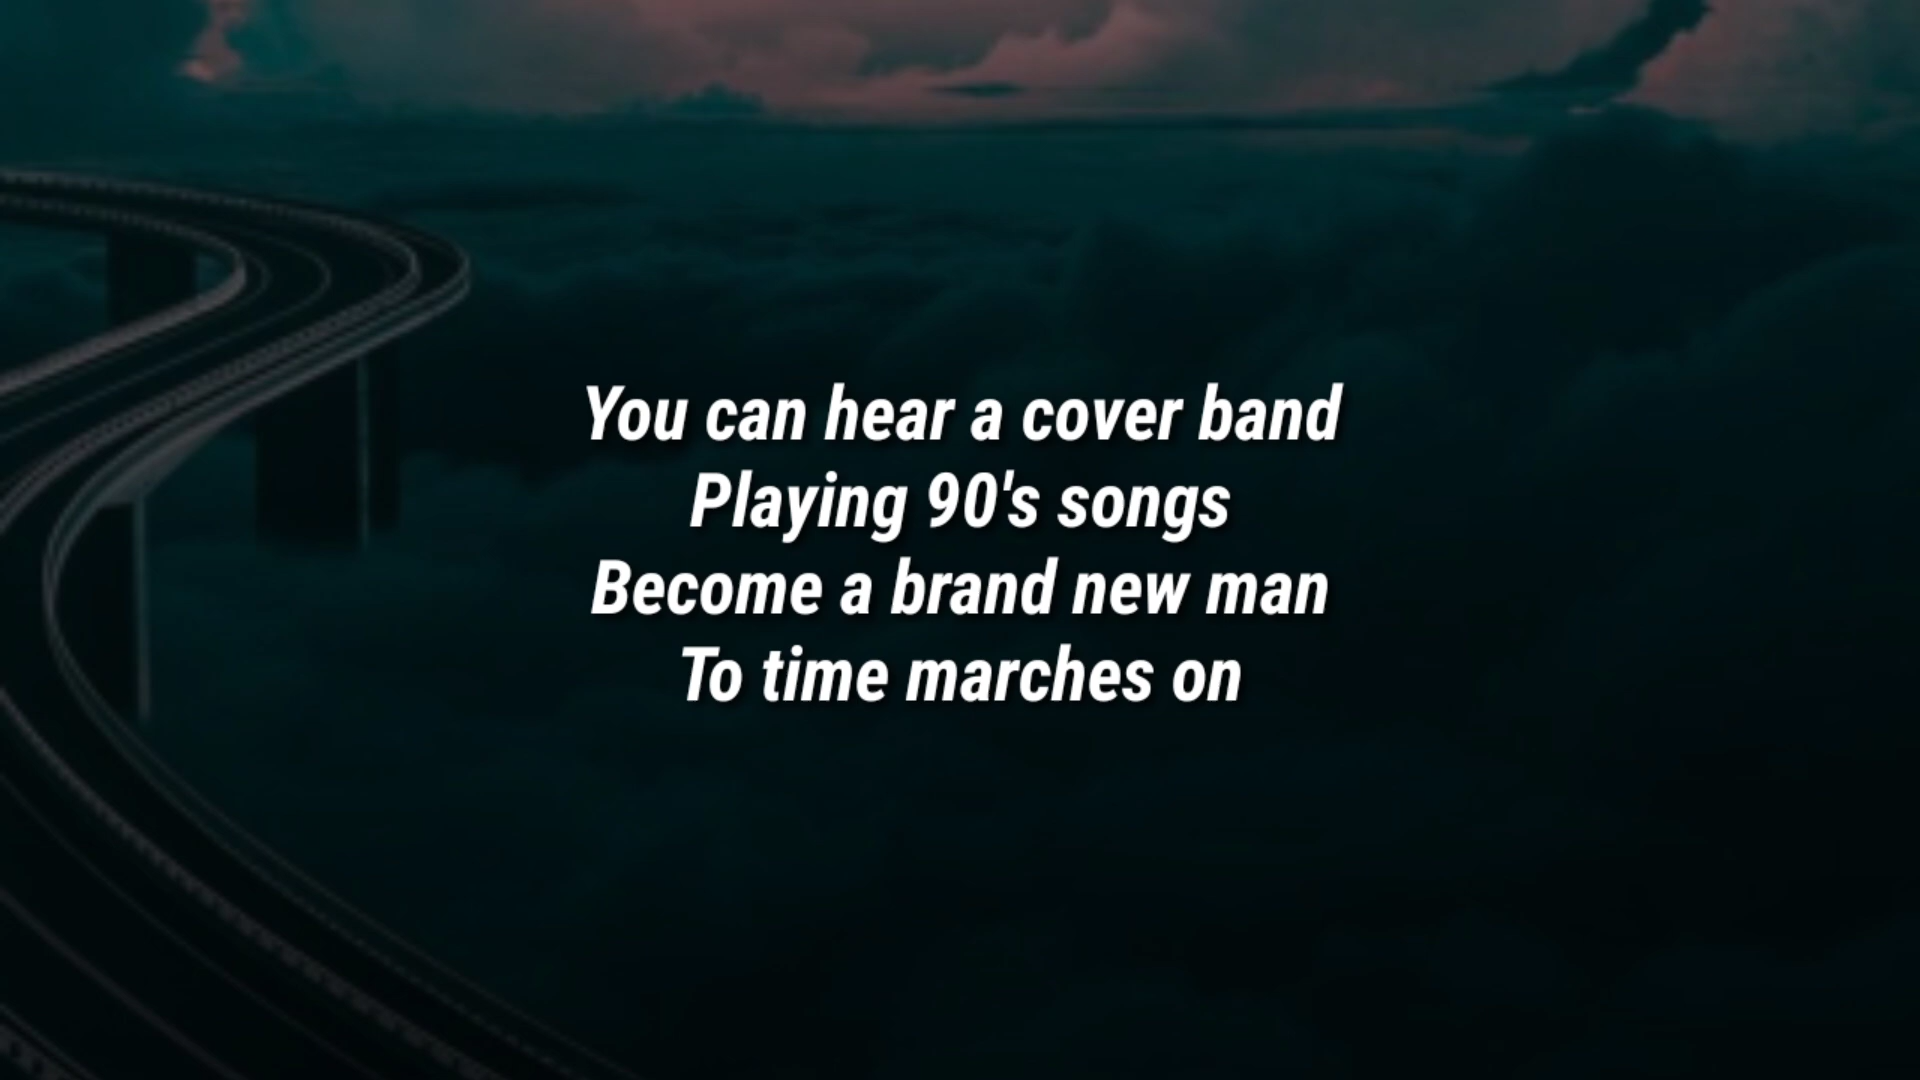 You can hear a cover band
Playing 90's songs
Become a brand new man
To time marches on